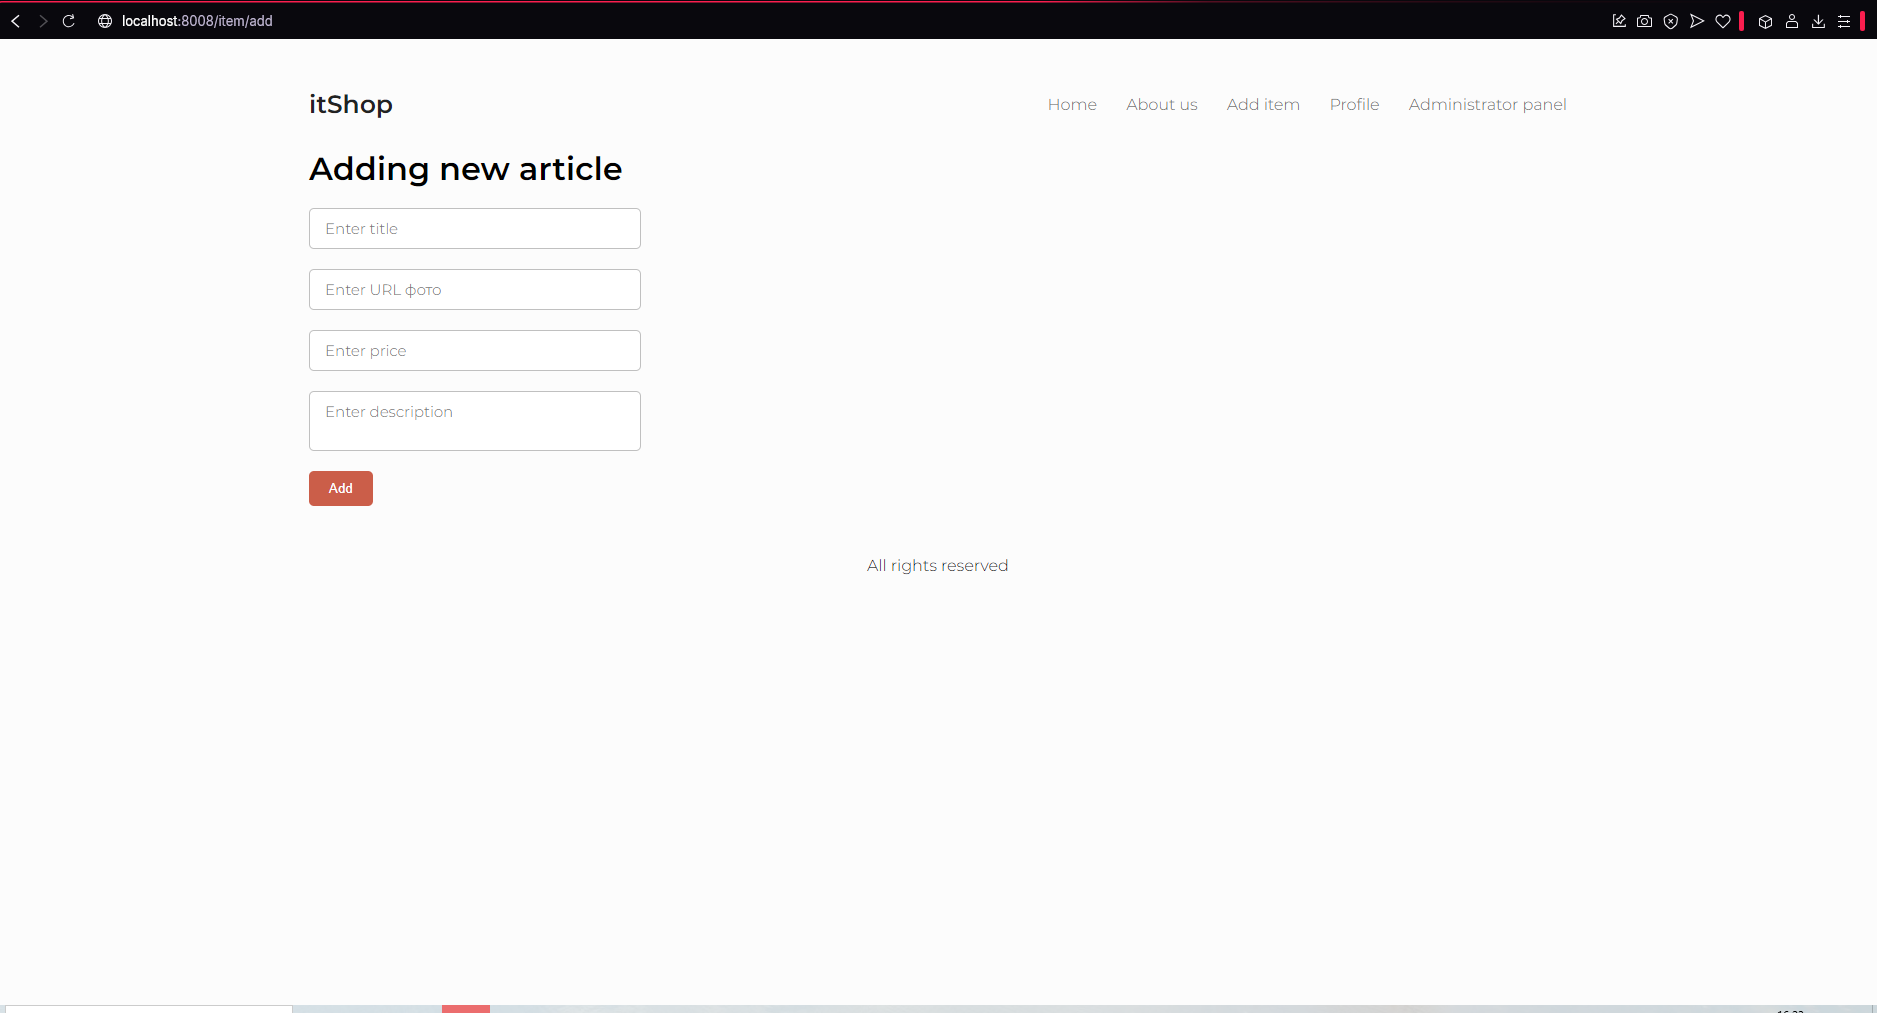 localhost:8008/item/add
itShop
Home About us Add item Profile Administrator panel
Adding new article
Enter title
Enter URL фото
Enter price
Enter description
Add
All rights reserved